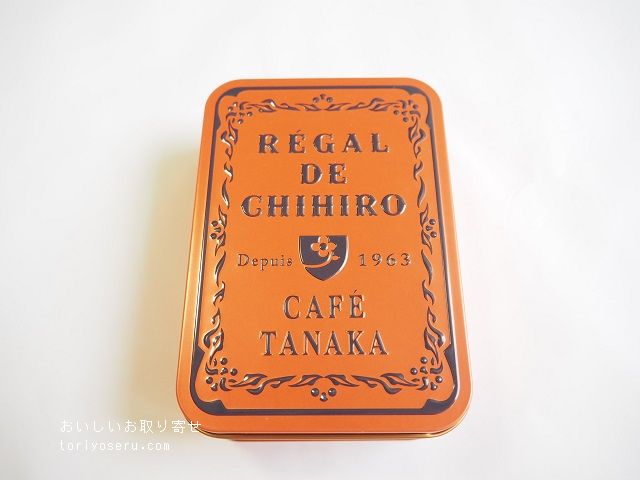 RÉGAL
DE
CHIHIRO
Depuis 1963
CAFÉ
TANAKA
おいしいお取り寄せ
toriyoseru.com